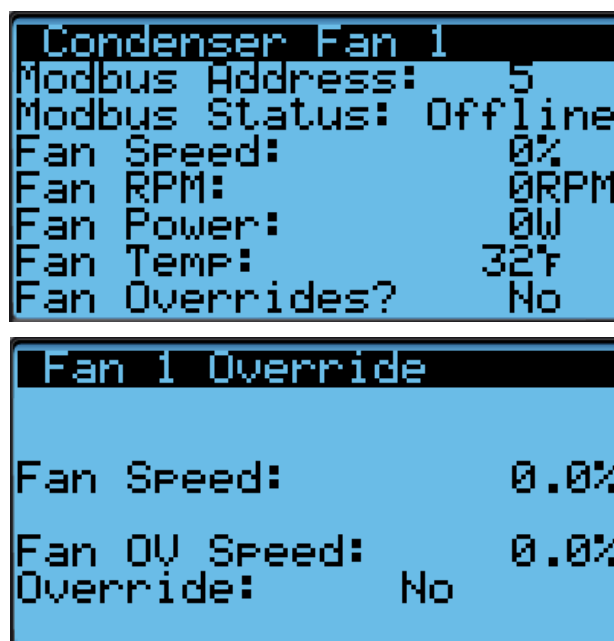 Condenser Fan 1
Modbus Address: 5
Modbus Status: Offline
Fan Speed: 0%
Fan RPM: 0RPM
Fan Power: 0W
Fan Temp: 32°F
Fan Overrides? No
Fan 1 Override
Fan Speed: 0.0%
Fan OV Speed: 0.0%
Override: No